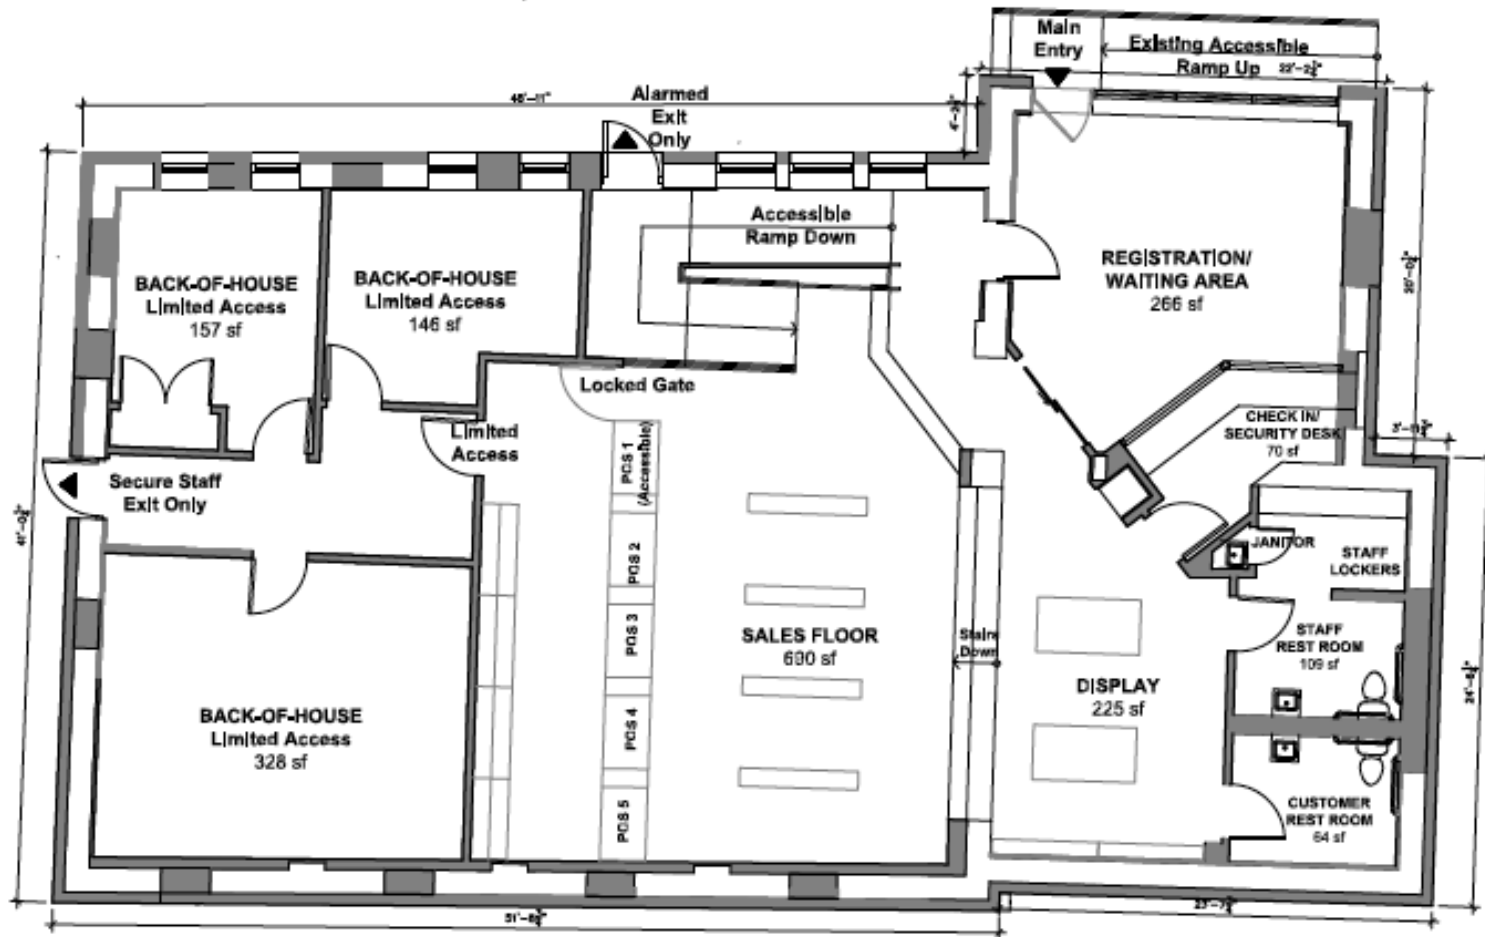 Main
Entry
Existing Accessible
Ramp Up
Alarmed
Exit
Only
Accessible
Ramp Down
REGISTRATION/
WAITING AREA
266 sf
BACK-OF-HOUSE
Limited Access
157 sf
BACK-OF-HOUSE
Limited Access
146 sf
Locked Gate
CHECK IN/
SECURITY DESK
70 sf
Limited
Access
POS 1
(Accessible)
Secure Staff
Exit Only
POS 2
JANITOR
STAFF
LOCKERS
POS 3
SALES FLOOR
690 sf
Stairs
Down
STAFF
REST ROOM
109 sf
DISPLAY
225 sf
BACK-OF-HOUSE
Limited Access
328 sf
POS 4
POS 5
CUSTOMER
REST ROOM
64 sf